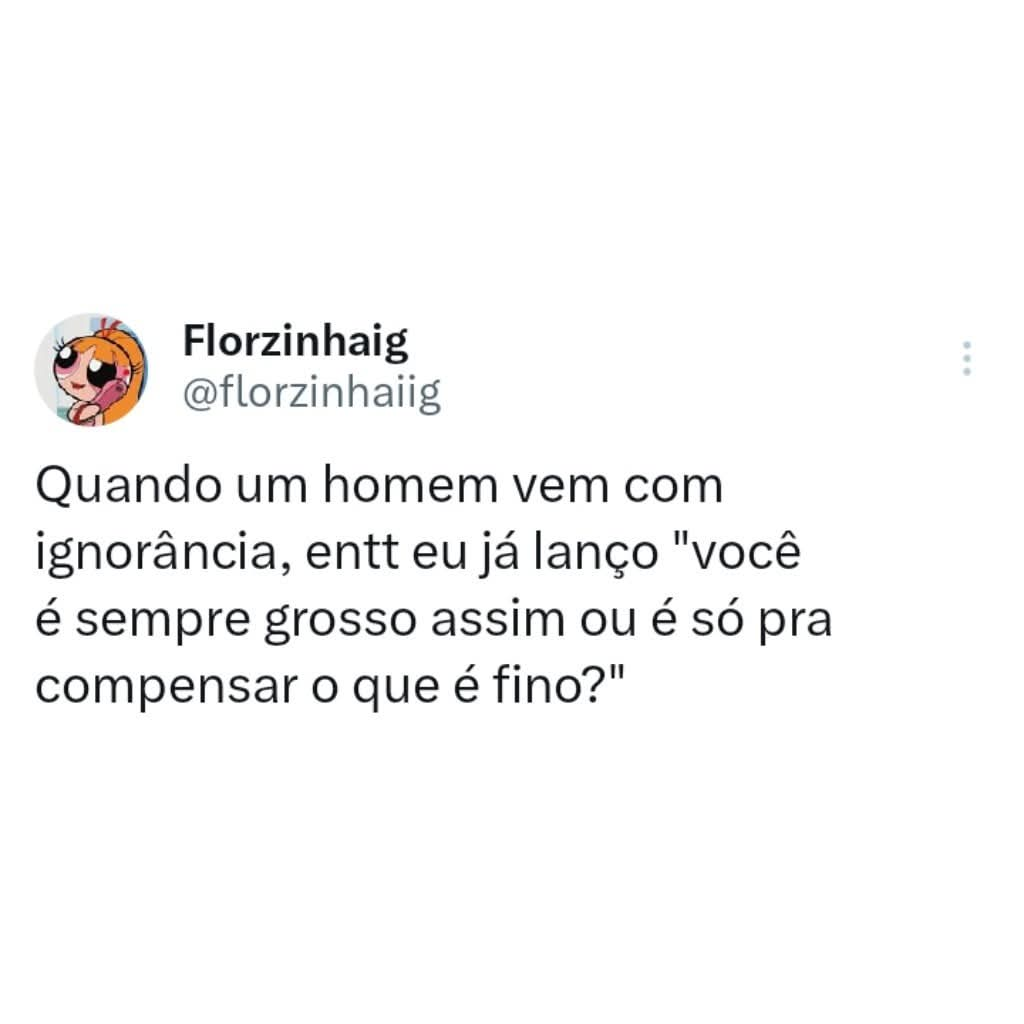 Florzinhaig
@florzinhaiig
Quando um homem vem com
ignorância, entt eu já lanço "você
é sempre grosso assim ou é só pra
compensar o que é fino?"